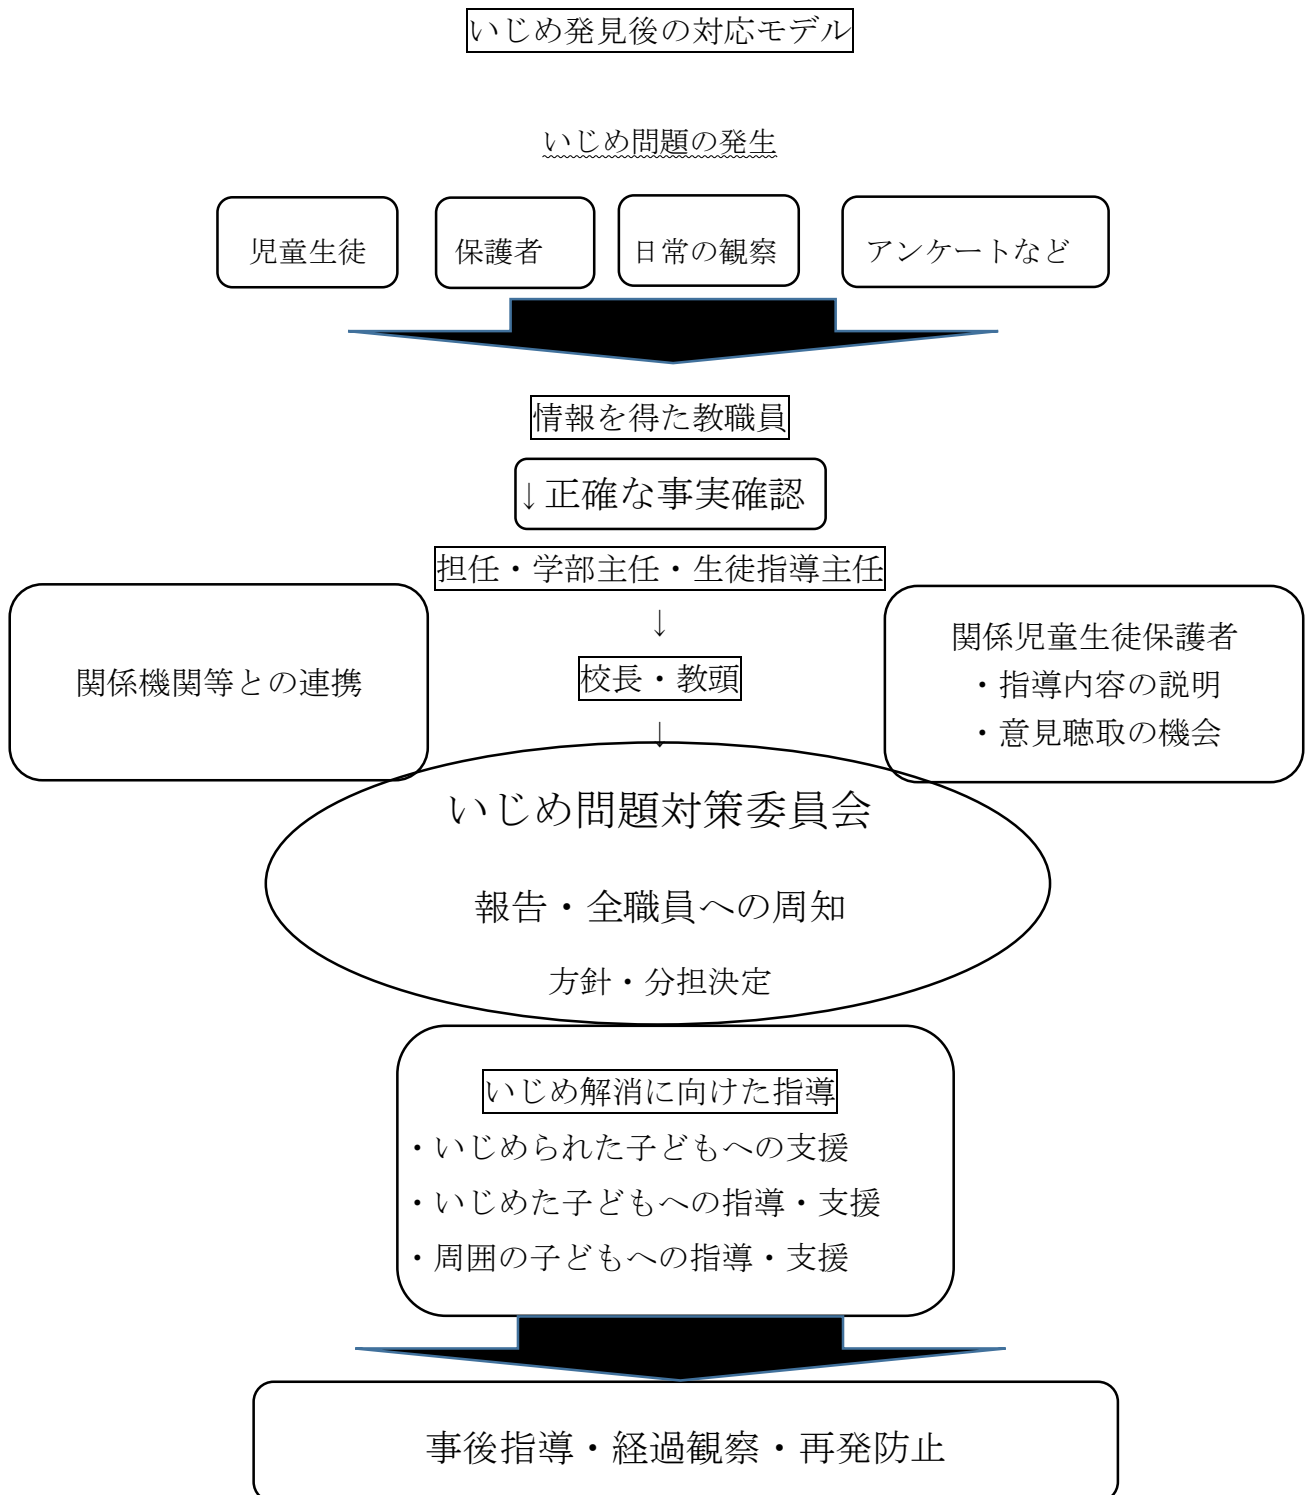 いじめ発見後の対応モデル
いじめ問題の発生
児童生徒
保護者
日常の観察
アンケートなど
情報を得た教職員
↓正確な事実確認
担任・学部主任・生徒指導主任
↓
校長・教頭
↓
関係機関等との連携
関係児童生徒保護者
・指導内容の説明
・意見聴取の機会
いじめ問題対策委員会
報告・全職員への周知
方針・分担決定
いじめ解消に向けた指導
・いじめられた子どもへの支援
・いじめた子どもへの指導・支援
・周囲の子どもへの指導・支援
事後指導・経過観察・再発防止